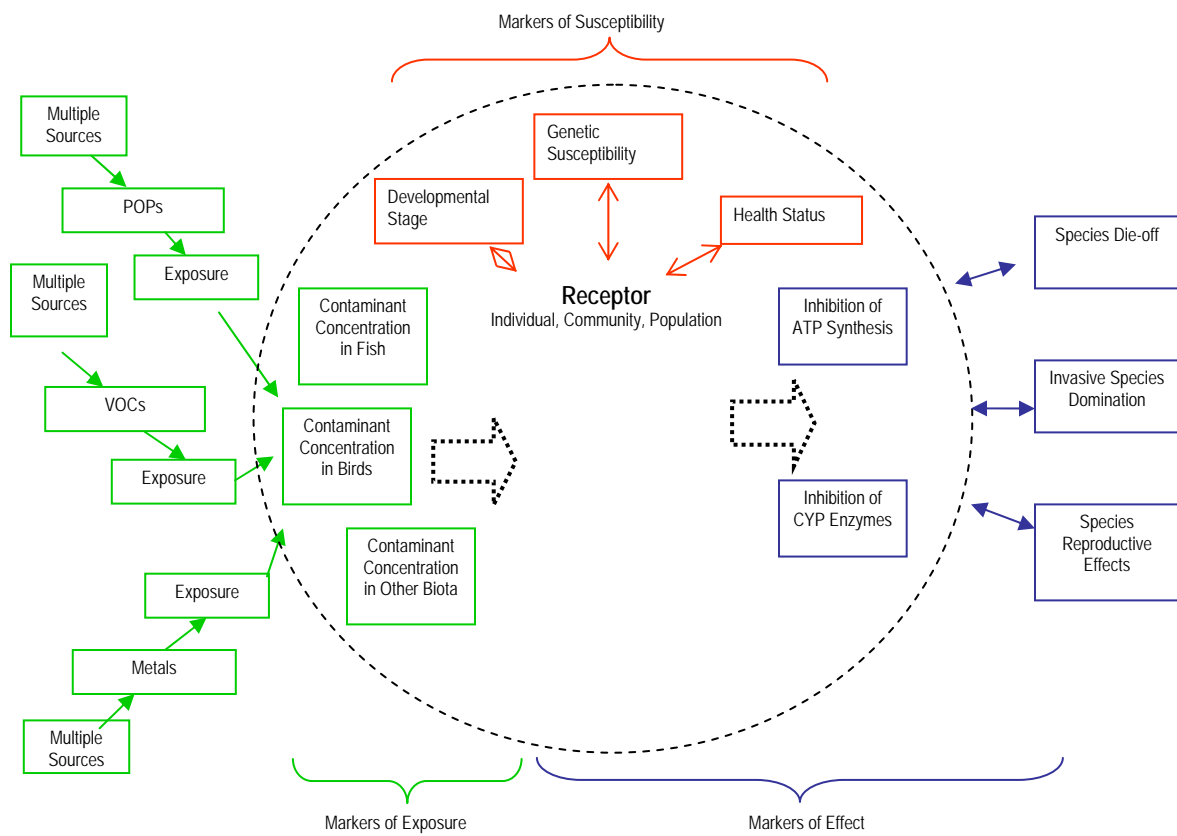 Markers of Susceptibility
Multiple
Sources
POPs
Exposure
Multiple
Sources
VOCs
Exposure
Exposure
Metals
Multiple
Sources
Developmental
Stage
Genetic
Susceptibility
Health Status
Receptor
Individual, Community, Population
Contaminant
Concentration
in Fish
Contaminant
Concentration
in Birds
Contaminant
Concentration
in Other Biota
Inhibition of
ATP Synthesis
Inhibition of
CYP Enzymes
Species Die-off
Invasive Species
Domination
Species
Reproductive
Effects
Markers of Exposure
Markers of Effect